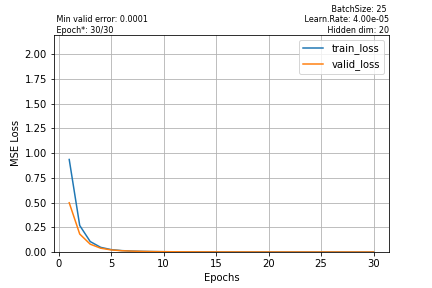 BatchSize: 25
Min valid error: 0.0001
Learn.Rate: 4.00e-05
Epoch*: 30/30
Hidden dim: 20
train_loss
valid_loss
2.00
1.75
1.50
1.25
1.00
0.75
0.50
0.25
0.00
MSE Loss
0 5 10 15 20 25 30
Epochs